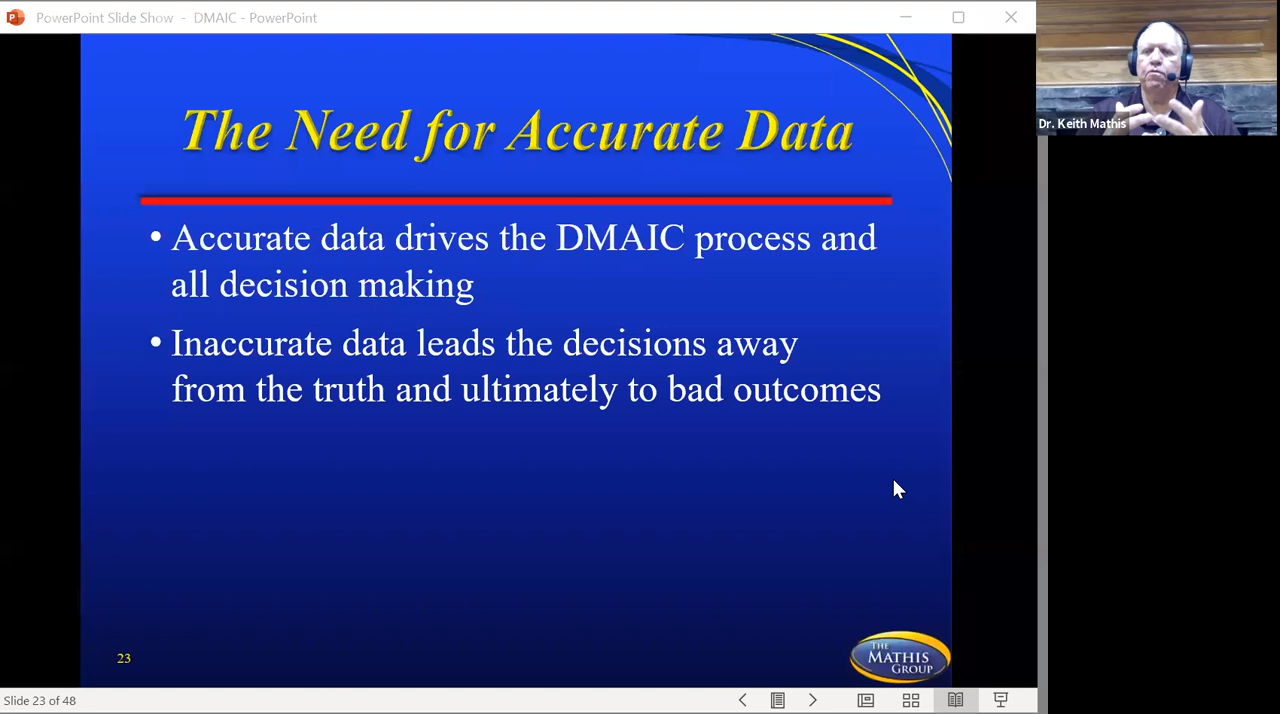 PowerPoint Slide Show - DMAIC - PowerPoint
Dr. Keith Mathis
The Need for Accurate Data
• Accurate data drives the DMAIC process and
all decision making
• Inaccurate data leads the decisions away
from the truth and ultimately to bad outcomes
23
THE
MATHIS
GROUP
Slide 23 of 48